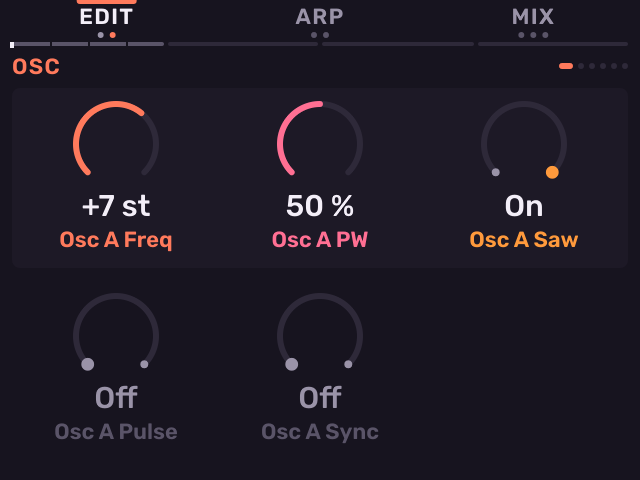 EDIT ARP MIX
OSC
+7 st 50 % On
Osc A Freq Osc A PW Osc A Saw
Off Off
Osc A Pulse Osc A Sync